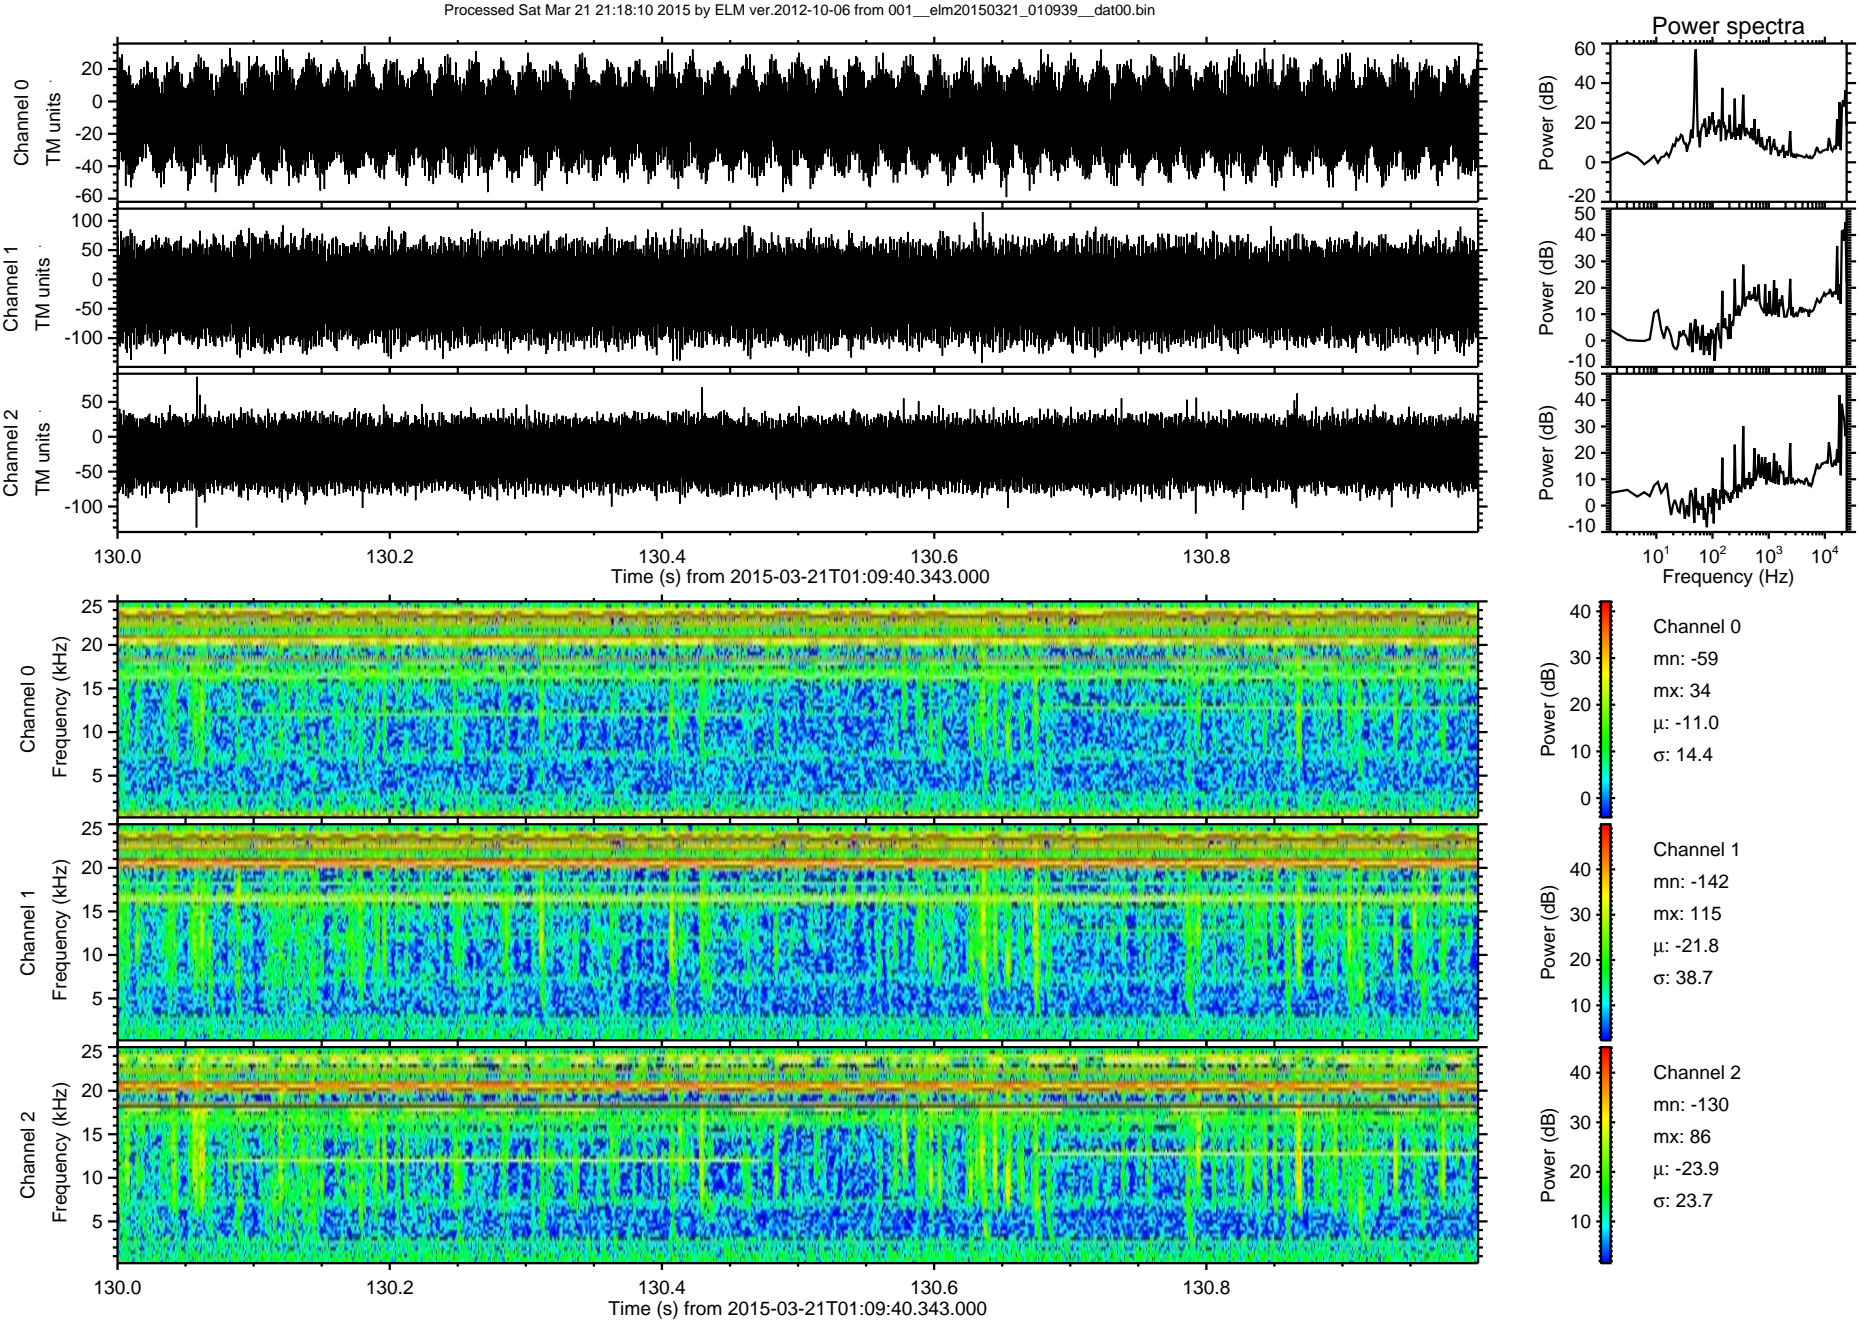 Processed Sat Mar 21 21:18:10 2015 by ELM ver.2012-10-06 from 001__elm20150321_010939__dat00.bin
Power spectra
Channel 0
TM units
20
0
-20
-40
-60
Power (dB)
60
40
20
0
-20
Channel 1
TM units
100
50
0
-50
-100
Power (dB)
50
40
30
20
10
0
-10
Channel 2
TM units
50
0
-50
-100
Power (dB)
50
40
30
20
10
0
-10
130.0 130.2 130.4 130.6 130.8
Time (s) from 2015-03-21T01:09:40.343.000
10¹ 10² 10³ 10⁴
Frequency (Hz)
Channel 0
Frequency (kHz)
25
20
15
10
5
Power (dB)
40
30
20
10
0
Channel 0
mn: -59
mx: 34
μ: -11.0
σ: 14.4
Channel 1
Frequency (kHz)
25
20
15
10
5
Power (dB)
40
30
20
10
Channel 1
mn: -142
mx: 115
μ: -21.8
σ: 38.7
Channel 2
Frequency (kHz)
25
20
15
10
5
Power (dB)
40
30
20
10
Channel 2
mn: -130
mx: 86
μ: -23.9
σ: 23.7
130.0 130.2 130.4 130.6 130.8
Time (s) from 2015-03-21T01:09:40.343.000